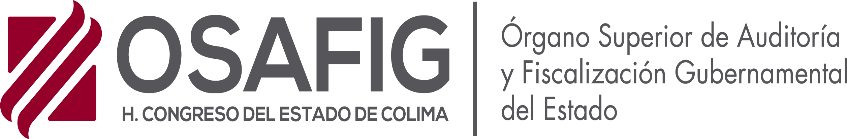 OSAFIG
H. CONGRESO DEL ESTADO DE COLIMA
Órgano Superior de Auditoría
y Fiscalización Gubernamental
del Estado